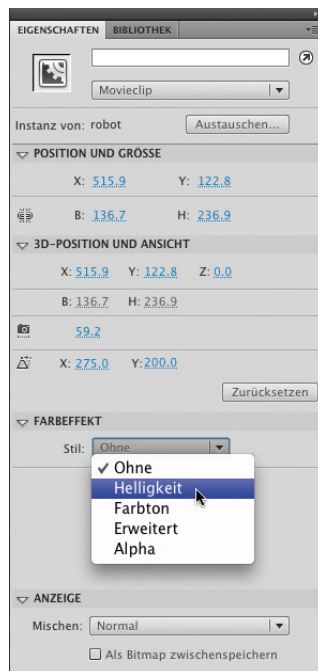 EIGENSCHAFTEN BIBLIOTHEK
Movieclip
Instanz von: robot Austauschen...
POSITION UND GRÖSSE
X: 515.9 Y: 122.8
B: 136.7 H: 236.9
3D-POSITION UND ANSICHT
X: 515.9 Y: 122.8 Z: 0.0
B: 136.7 H: 236.9
59.2
X: 275.0 Y: 200.0
Zurücksetzen
FARBEFFEKT
Stil: Ohne
✓ Ohne
Helligkeit
Farbton
Erweitert
Alpha
ANZEIGE
Mischen: Normal
Als Bitmap zwischenspeichern